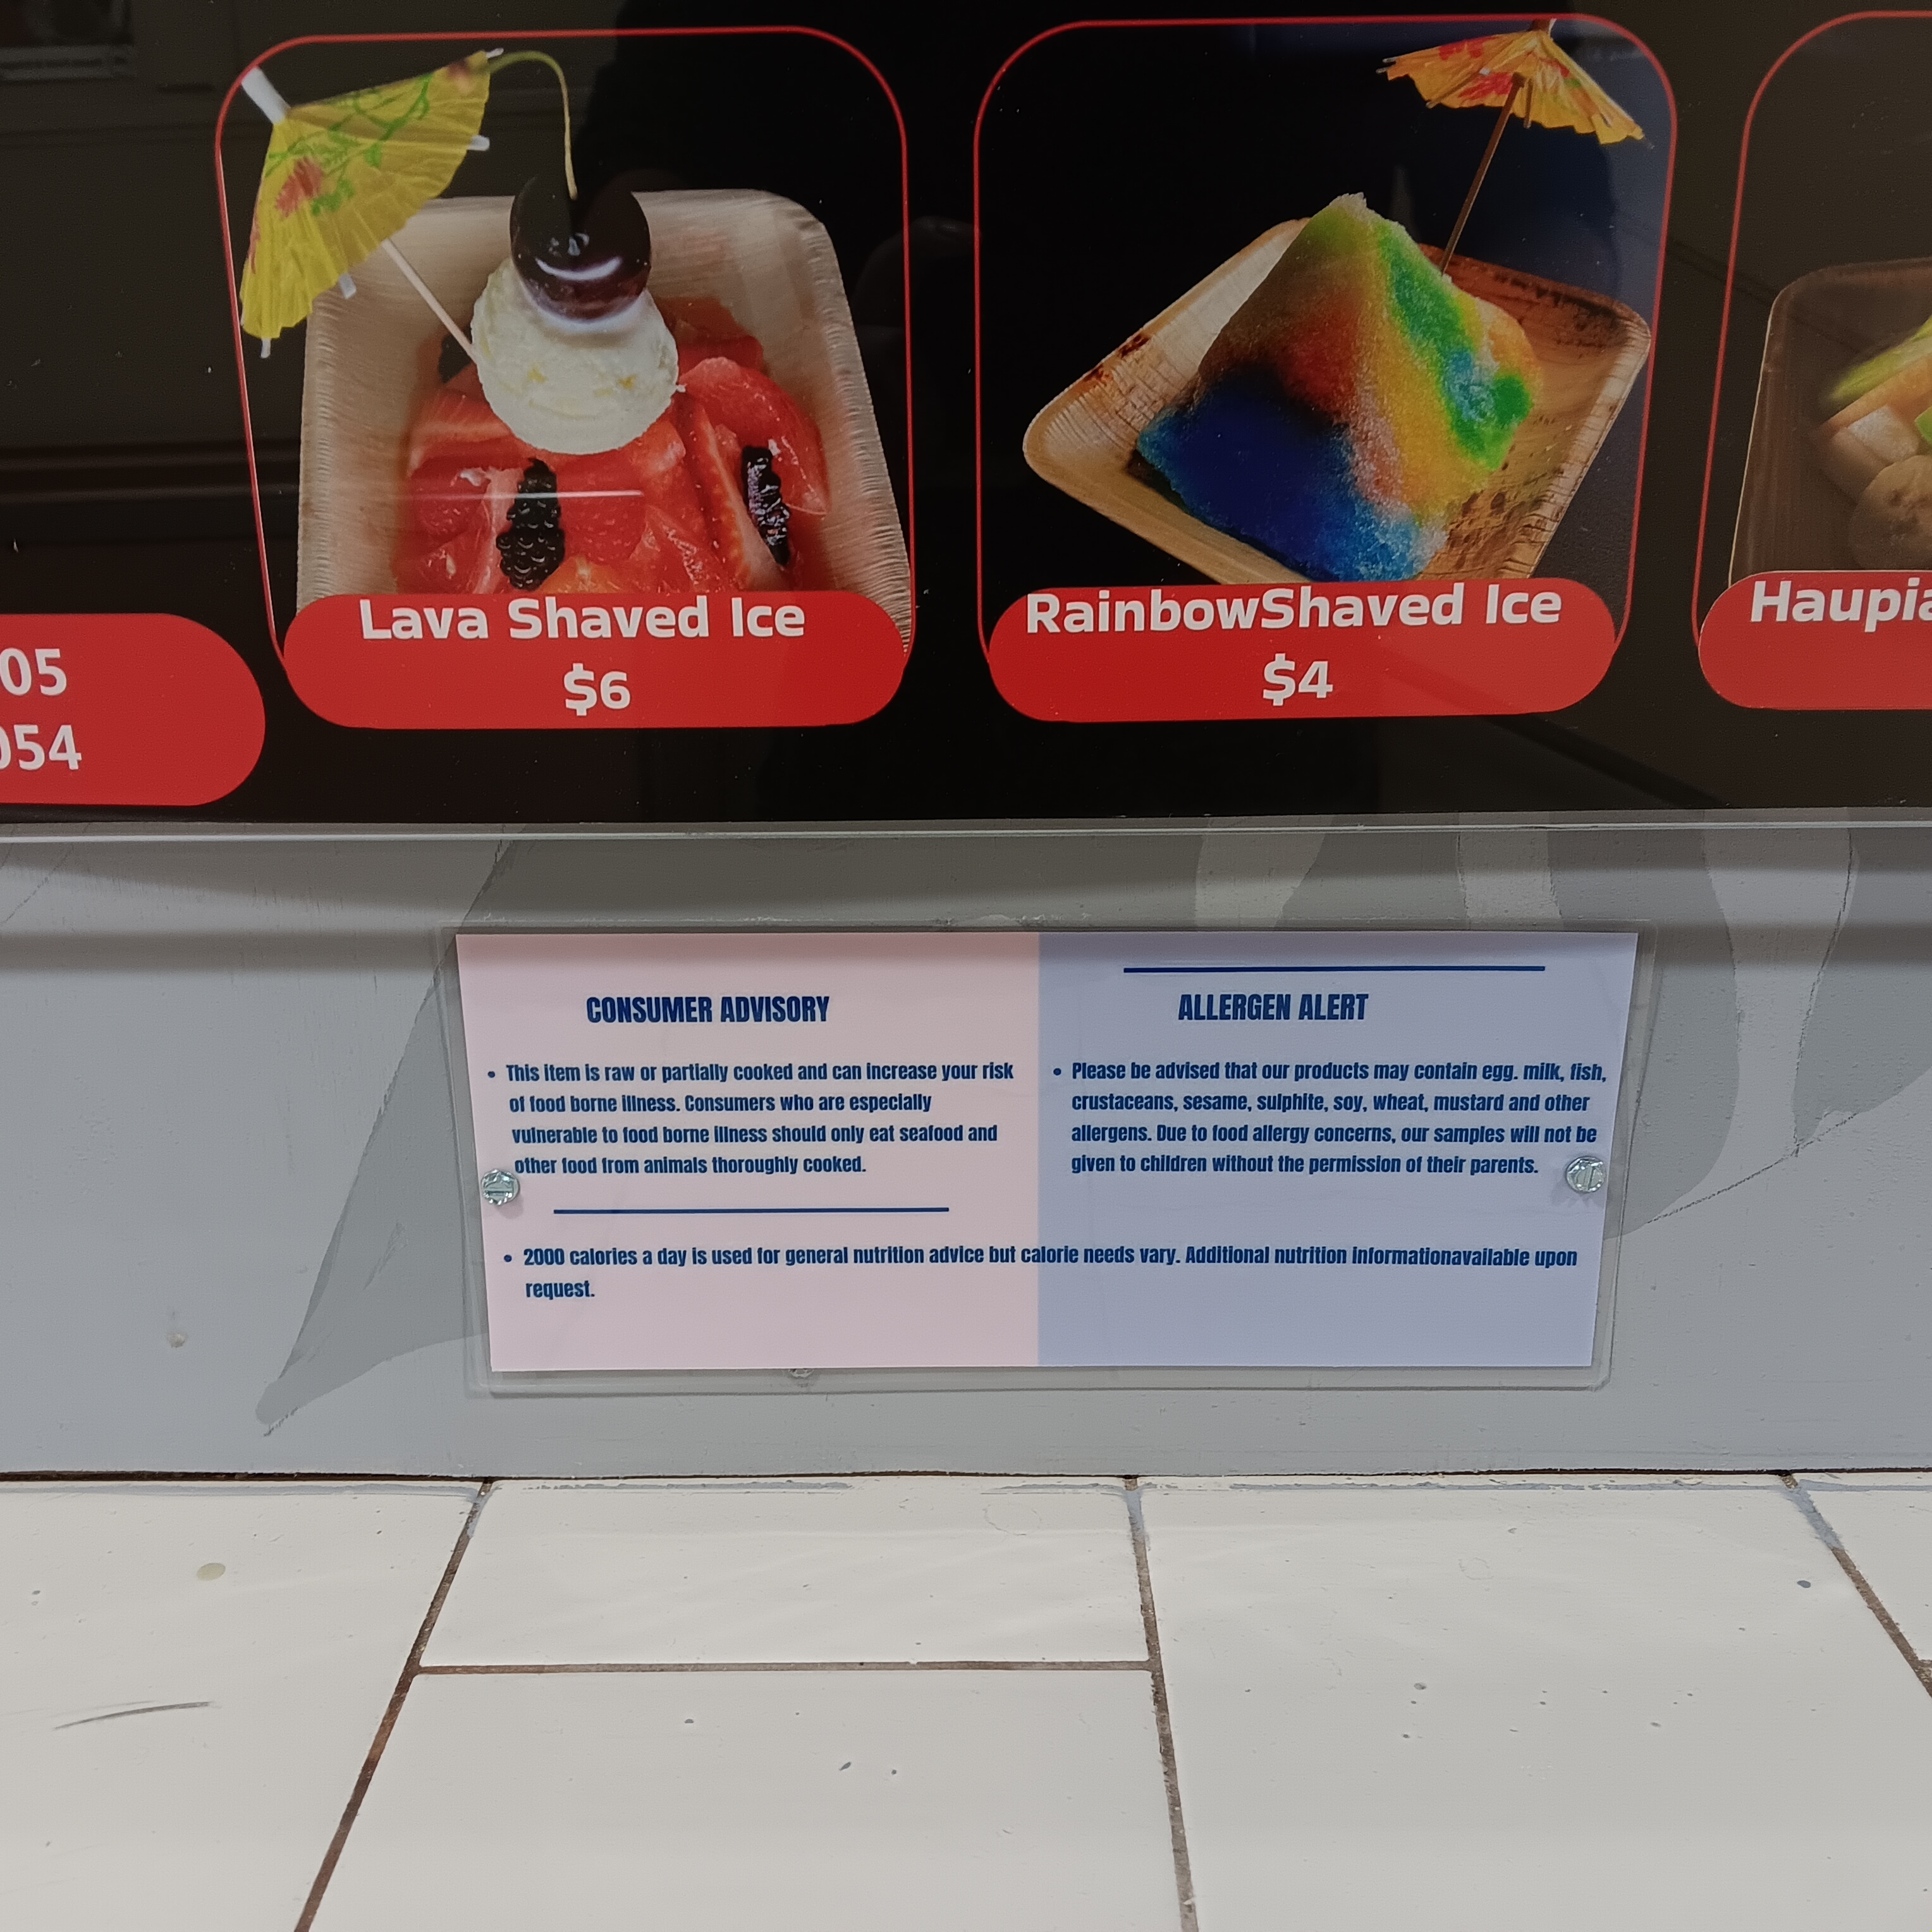 Lava Shaved Ice
$6
RainbowShaved Ice
$4
05
054
CONSUMER ADVISORY
• This item is raw or partially cooked and can increase your risk
of food borne illness. Consumers who are especially
vulnerable to food borne illness should only eat seafood and
other food from animals thoroughly cooked.
ALLERGEN ALERT
• Please be advised that our products may contain egg. milk, fish,
crustaceans, sesame, sulphite, soy, wheat, mustard and other
allergens. Due to food allergy concerns, our samples will not be
given to children without the permission of their parents.
• 2000 calories a day is used for general nutrition advice but calorie needs vary. Additional nutrition informationavailable upon
request.